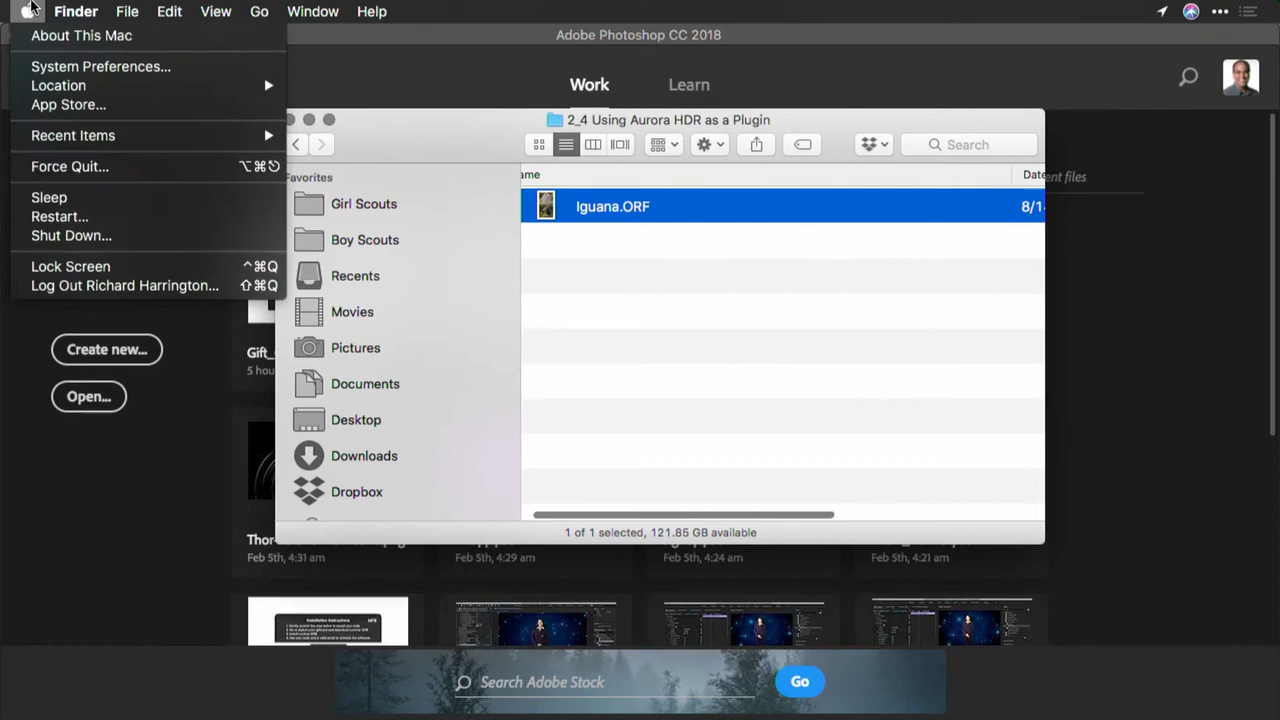 Finder File Edit View Go Window Help
Adobe Photoshop CC 2018
About This Mac
System Preferences...
Location
App Store...
Recent Items
Force Quit... ⌥⌘⎋
Sleep
Restart...
Shut Down...
Lock Screen ^⌘Q
Log Out Richard Harrington... ⇧⌘Q
Work Learn
2_4 Using Aurora HDR as a Plugin
Search
Favorites
Girl Scouts
Boy Scouts
Recents
Movies
Pictures
Documents
Desktop
Downloads
Dropbox
ame Date
Iguana.ORF 8/1
1 of 1 selected, 121.85 GB available
ent files
Create new...
Open...
Gift_
5 hou
Thor
Feb 5th, 4:31 am
Feb 5th, 4:29 am
Feb 5th, 4:24 am
Feb 5th, 4:21 am
Installation Instructions
Search Adobe Stock
Go